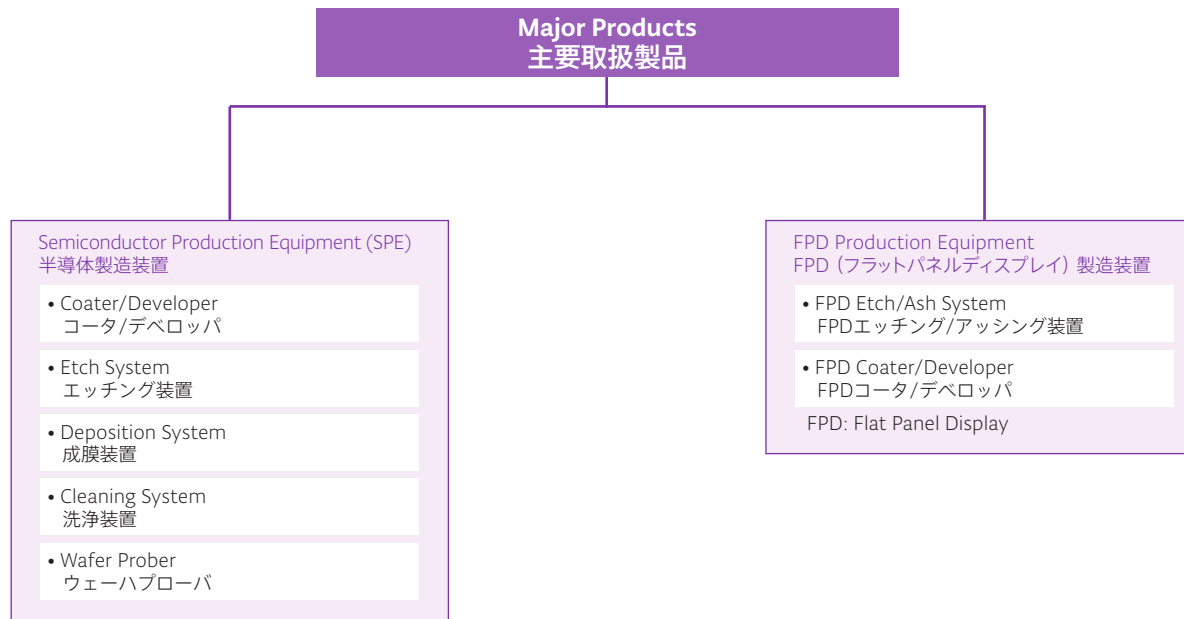 Major Products
主要取扱製品
Semiconductor Production Equipment (SPE)
半導体製造装置
• Coater/Developer
コータ/デベロッパ
• Etch System
エッチング装置
• Deposition System
成膜装置
• Cleaning System
洗浄装置
• Wafer Prober
ウェーハプローバ
FPD Production Equipment
FPD（フラットパネルディスプレイ）製造装置
• FPD Etch/Ash System
FPDエッチング/アッシング装置
• FPD Coater/Developer
FPDコータ/デベロッパ
FPD: Flat Panel Display